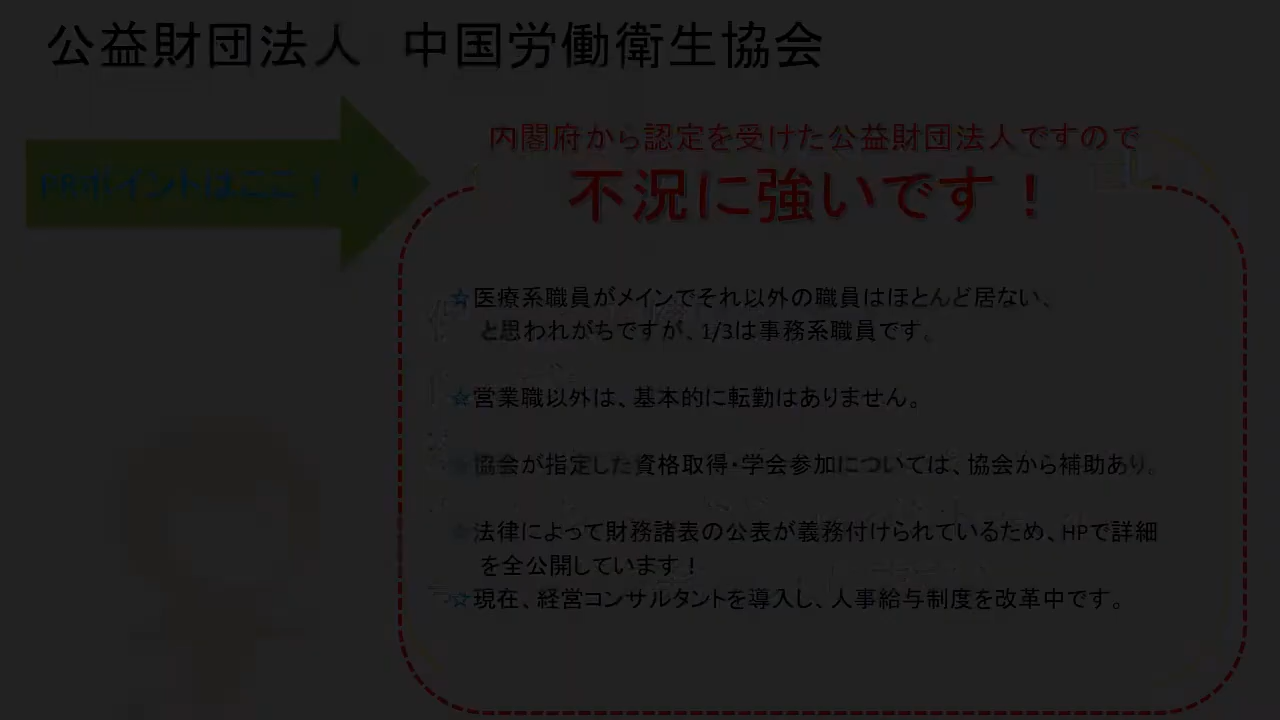 公益財団法人　中国労働衛生協会
PRポイントはここ！！
内閣府から認定を受けた公益財団法人ですので
不況に強いです！
☆医療系職員がメインでそれ以外の職員はほとんど居ない、
と思われがちですが、1/3は事務系職員です。
☆営業職以外は、基本的に転勤はありません。
☆協会が指定した資格取得・学会参加については、協会から補助あり。
☆法律によって財務諸表の公表が義務付けられているため、HPで詳細
を全公開しています！
☆現在、経営コンサルタントを導入し、人事給与制度を改革中です。